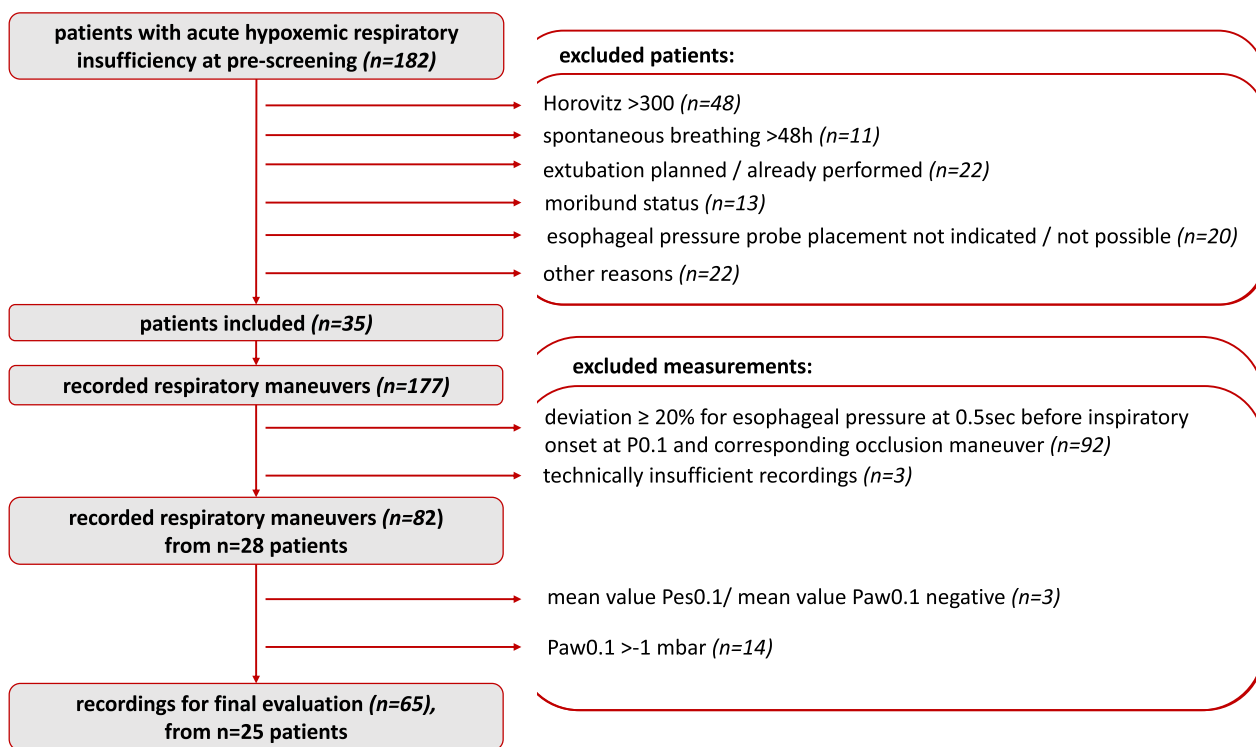 patients with acute hypoxemic respiratory
insufficiency at pre-screening (n=182)
excluded patients:
Horovitz >300 (n=48)
spontaneous breathing >48h (n=11)
extubation planned / already performed (n=22)
moribund status (n=13)
esophageal pressure probe placement not indicated / not possible (n=20)
other reasons (n=22)
patients included (n=35)
recorded respiratory maneuvers (n=177)
excluded measurements:
deviation ≥ 20% for esophageal pressure at 0.5sec before inspiratory
onset at P0.1 and corresponding occlusion maneuver (n=92)
technically insufficient recordings (n=3)
recorded respiratory maneuvers (n=82)
from n=28 patients
mean value Pes0.1/ mean value Paw0.1 negative (n=3)
Paw0.1 >-1 mbar (n=14)
recordings for final evaluation (n=65),
from n=25 patients